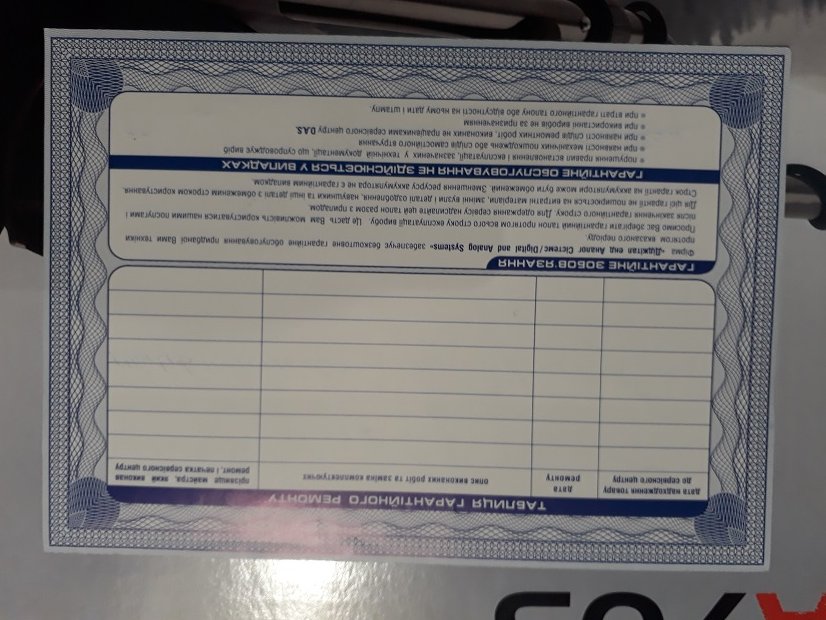 ТАБЛИЦЯ ГАРАНТІЙНОГО РЕМОНТУ
дата надходження товару до сервісного центру
дата ремонту
опис виконаних робіт та заміна комплектуючих
прізвище майстра, який виконав ремонт, і печатка сервісного центру
ГАРАНТІЙНЕ ЗОБОВ'ЯЗАННЯ
Фірма «Діджітал енд Аналог Сістемс/Digital and Analog Systems» забезпечує безкоштовне гарантійне обслуговування придбаної Вами техніки
протягом вказаного періоду.
Просимо Вас зберігати гарантійний талон протягом всього строку експлуатації виробу. Це дасть Вам можливість користуватися нашими послугами і
після закінчення гарантійного строку. Для одержання сервісу надсилайте цей талон разом з приладом.
Дія цієї гарантії не поширюється на витратні матеріали, змінні вузли і деталі оздоблення, навушники та інші деталі з обмеженим строком користування.
Строк гарантії на аккумулятори може бути обмежений. Зменшення ресурсу аккумулятора не є гарантійним випадком.
ГАРАНТІЙНЕ ОБСЛУГОВУВАННЯ НЕ ЗДІЙСНЮЄТЬСЯ У ВИПАДКАХ
порушення правил встановлення і експлуатації, зазначених у технічній документації, що супроводжує виріб
при наявності механічних пошкоджень або слідів самостійного втручання
при наявності слідів ремонтних робіт, виконаних не працівниками сервісного центру D.A.S.
при використанні виробів не за призначенням
при втраті гарантійного талону або відсутності на ньому дати і штампу.